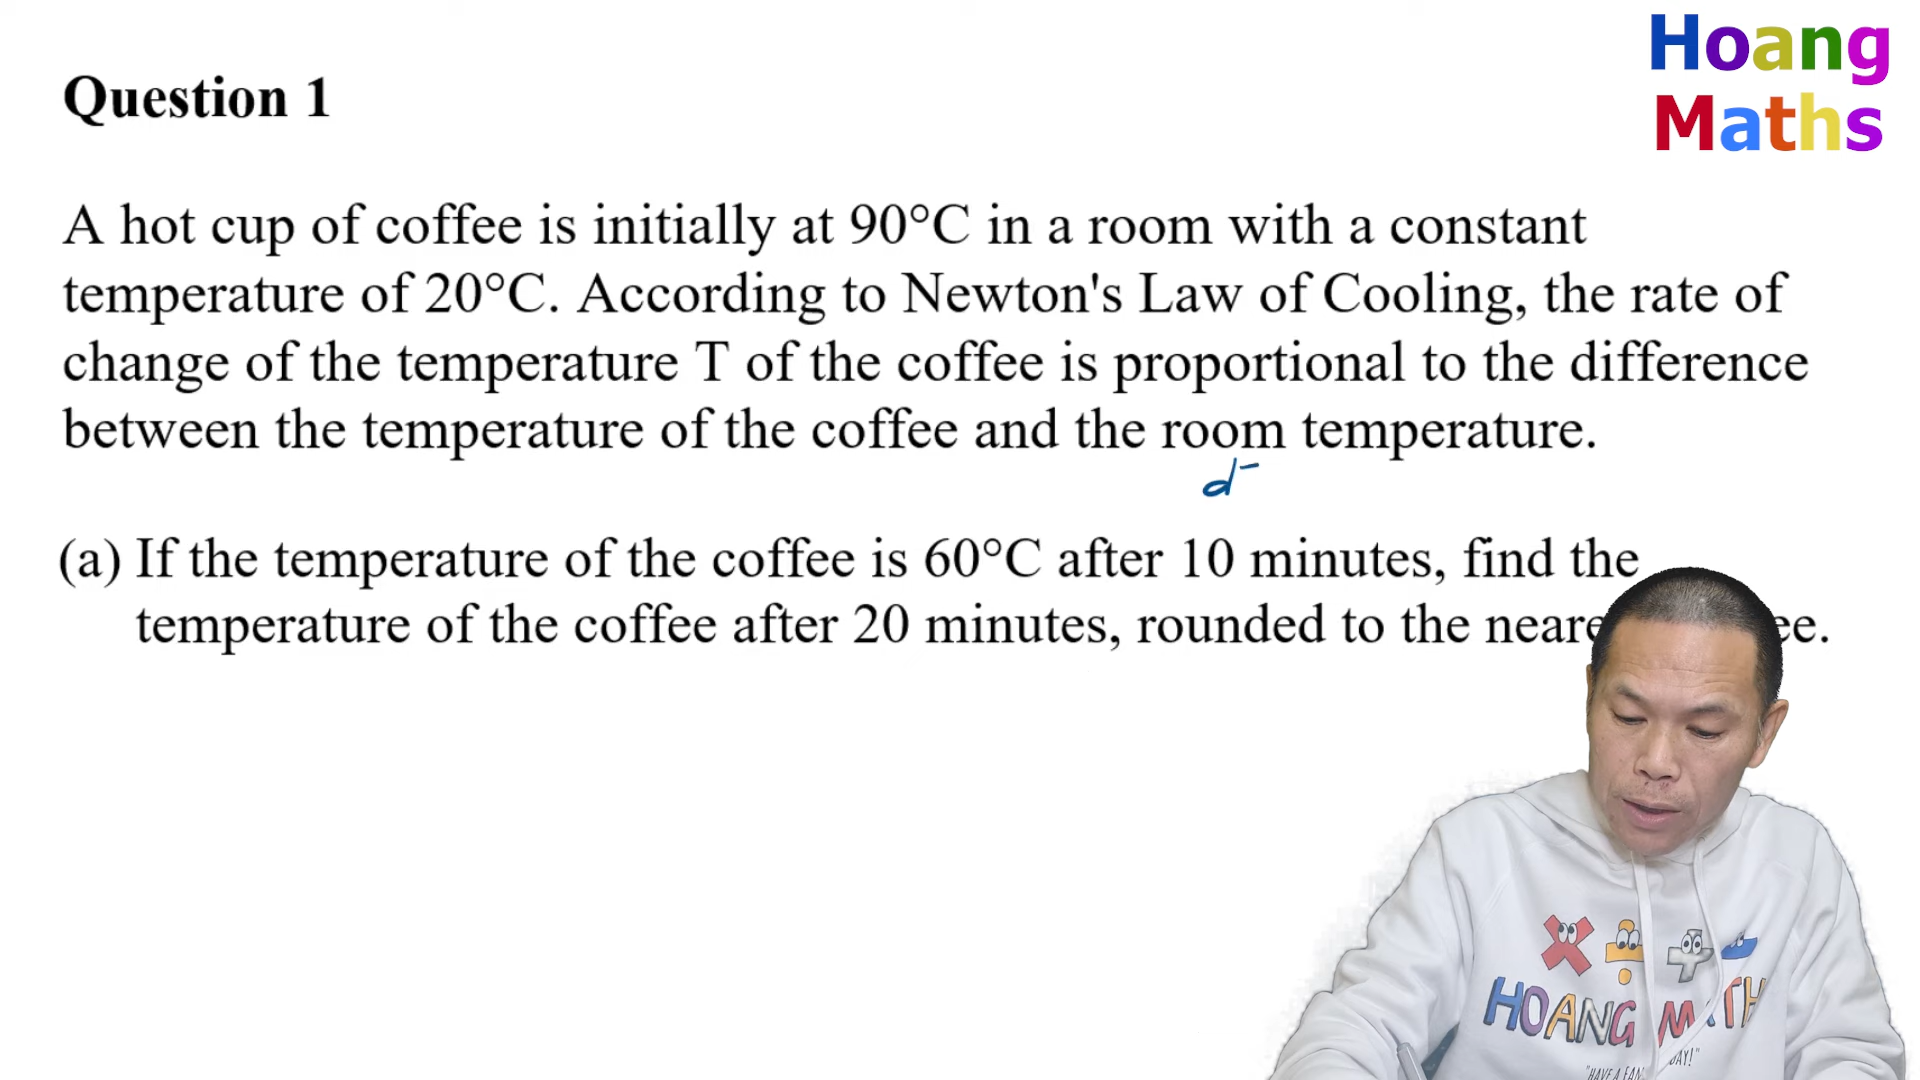 Hoang
Maths
Question 1
A hot cup of coffee is initially at 90°C in a room with a constant
temperature of 20°C. According to Newton's Law of Cooling, the rate of
change of the temperature T of the coffee is proportional to the difference
between the temperature of the coffee and the room temperature.
d
(a) If the temperature of the coffee is 60°C after 10 minutes, find the
temperature of the coffee after 20 minutes, rounded to the
HOANG MATH
"HAVE A
DAY!"